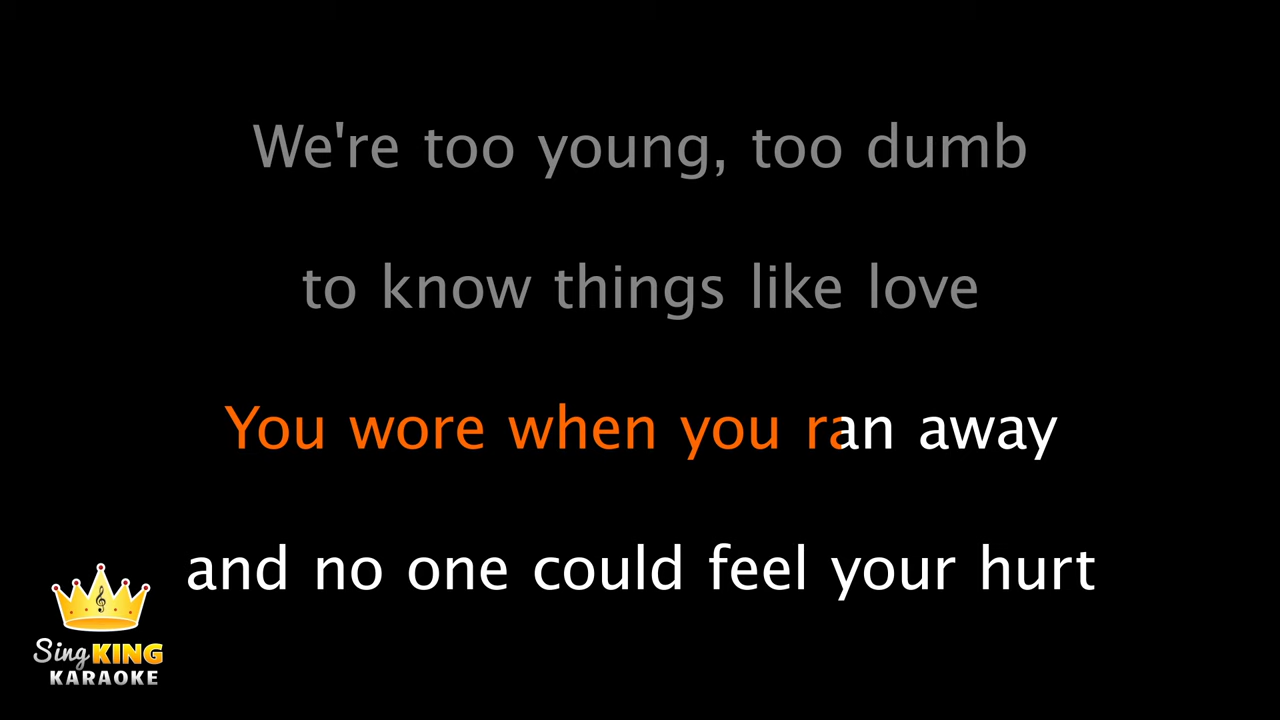 We're too young, too dumb
to know things like love
You wore when you ran away
and no one could feel your hurt
Sing KING
KARAOKE